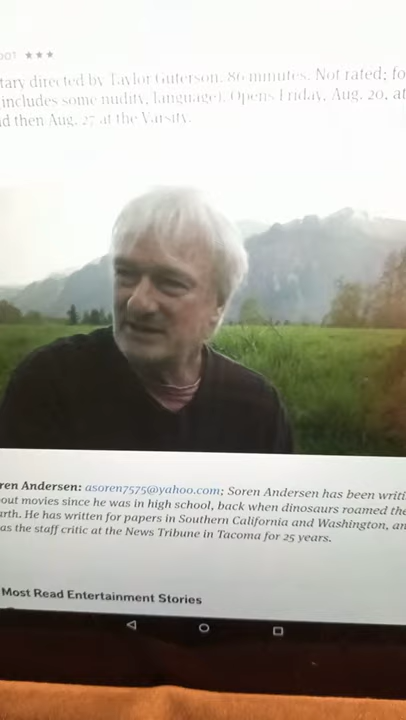 OOT ★★★
tary directed by Taylor Guterson. 86 minutes. Not rated; fo
includes some nudity, language). Opens Friday, Aug. 20, at
d then Aug. 27 at the Varsity.
ren Andersen: asoren7575@yahoo.com; Soren Andersen has been writi
out movies since he was in high school, back when dinosaurs roamed the
arth. He has written for papers in Southern California and Washington, an
as the staff critic at the News Tribune in Tacoma for 25 years.
Most Read Entertainment Stories